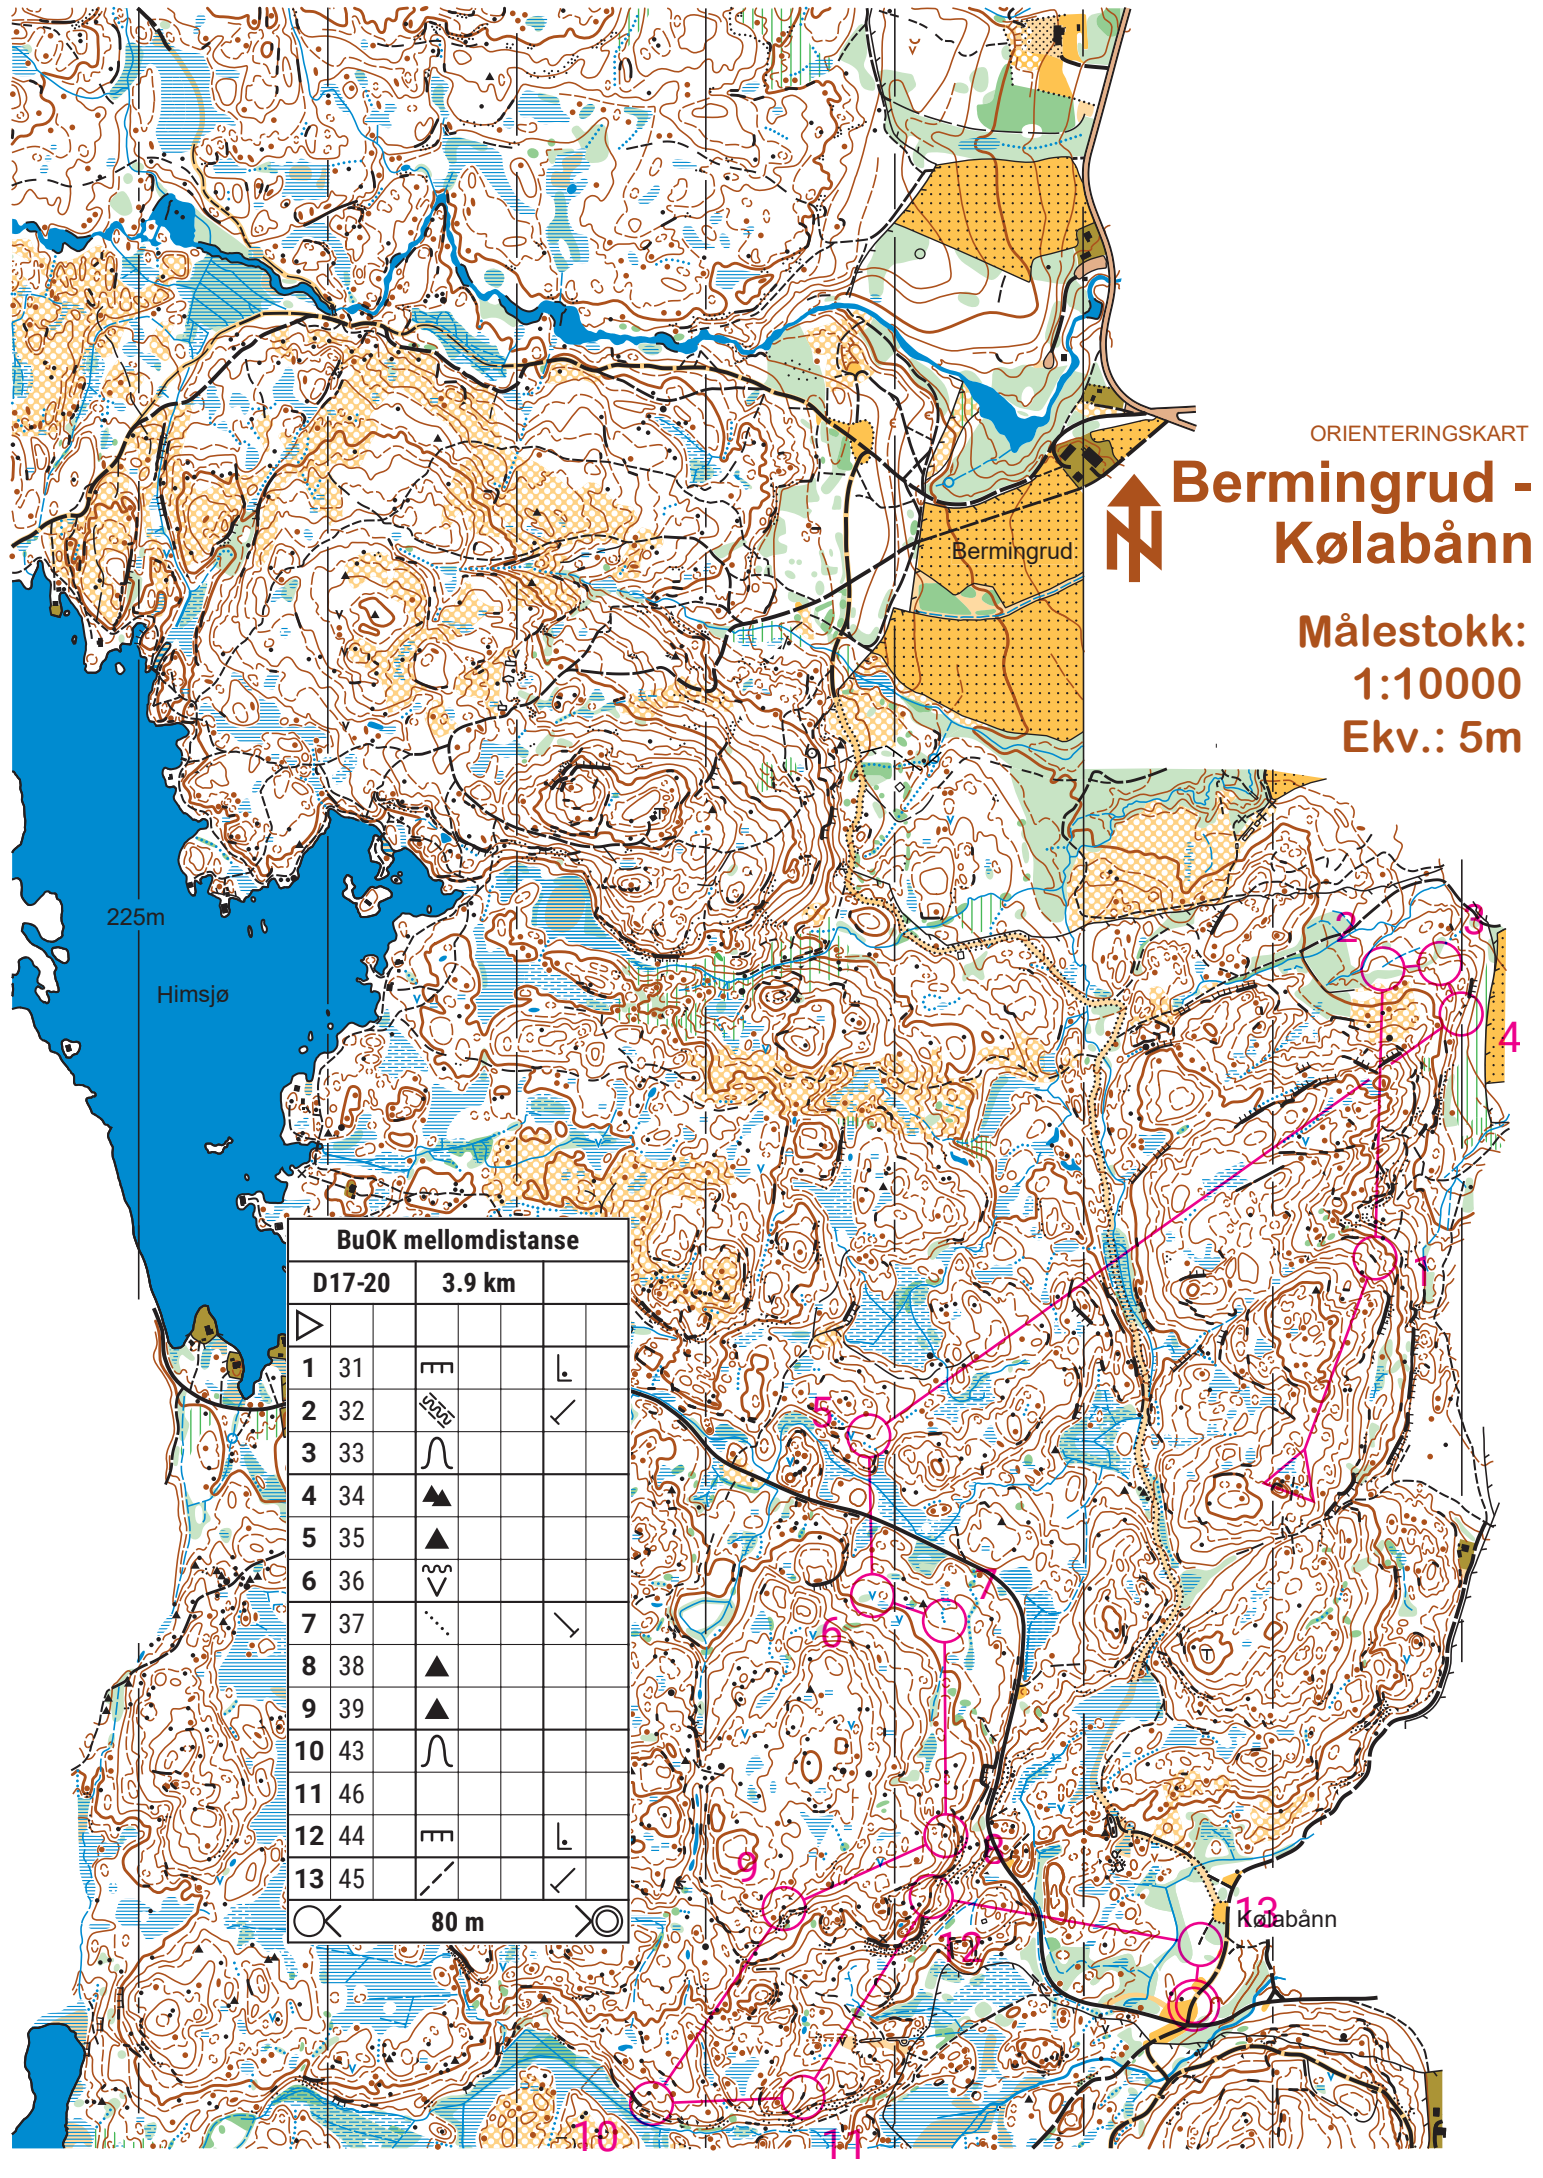 ORIENTERINGSKART
Bermingrud -
Kølabånn
Målestokk:
1:10000
Ekv.: 5m
Bermingrud
225m
Himsjø
2
3
4
1
5
6
7
8
9
12
13
Kølabånn
10
11
BuOK mellomdistanse
D17-20 3.9 km
1 31
2 32
3 33
4 34
5 35
6 36
7 37
8 38
9 39
10 43
11 46
12 44
13 45
80 m